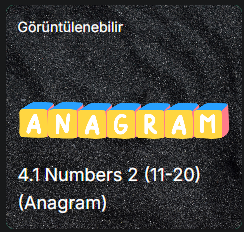 Görüntülenebilir
ANAGRAM
4.1 Numbers 2 (11-20)
(Anagram)